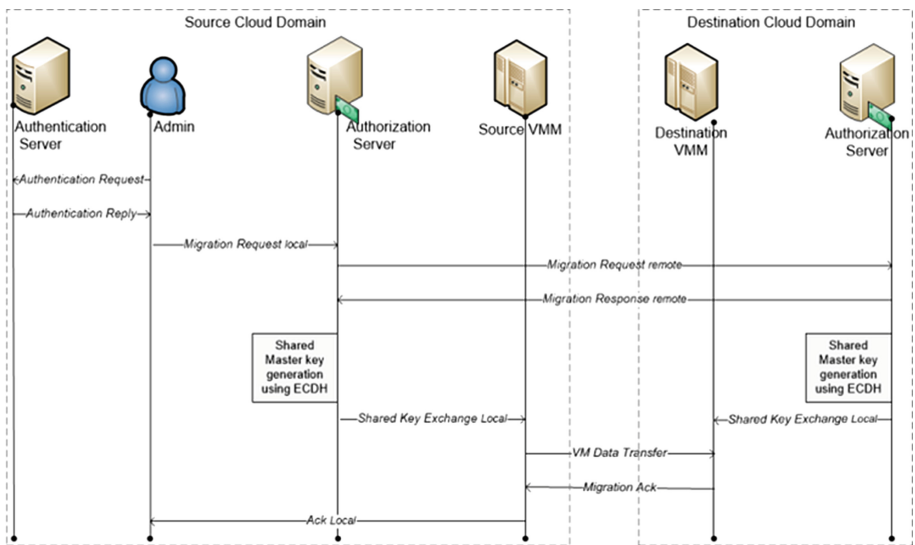 Source Cloud Domain
Destination Cloud Domain
Authentication
Server
Admin
Authorization
Server
Source VMM
Destination
VMM
Authorization
Server
Authentication Request
Authentication Reply
Migration Request local
Migration Request remote
Migration Response remote
Shared
Master key
generation
using ECDH
Shared
Master key
generation
using ECDH
Shared Key Exchange Local
Shared Key Exchange Local
VM Data Transfer
Migration Ack
Ack Local